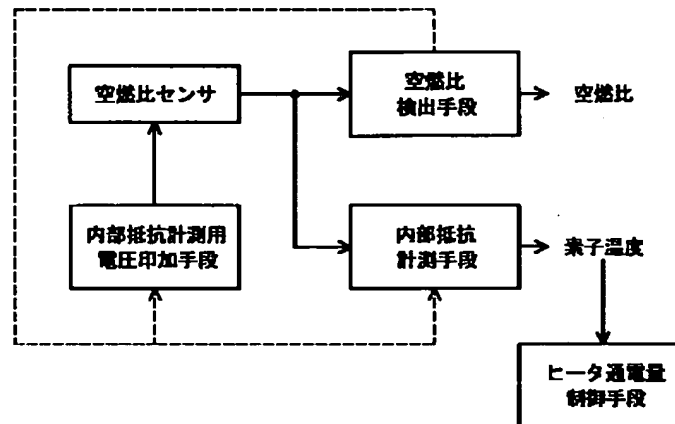 空燃比センサ
空燃比
検出手段
空燃比
内部抵抗計測用
電圧印加手段
内部抵抗
計測手段
素子温度
ヒータ通電量
制御手段